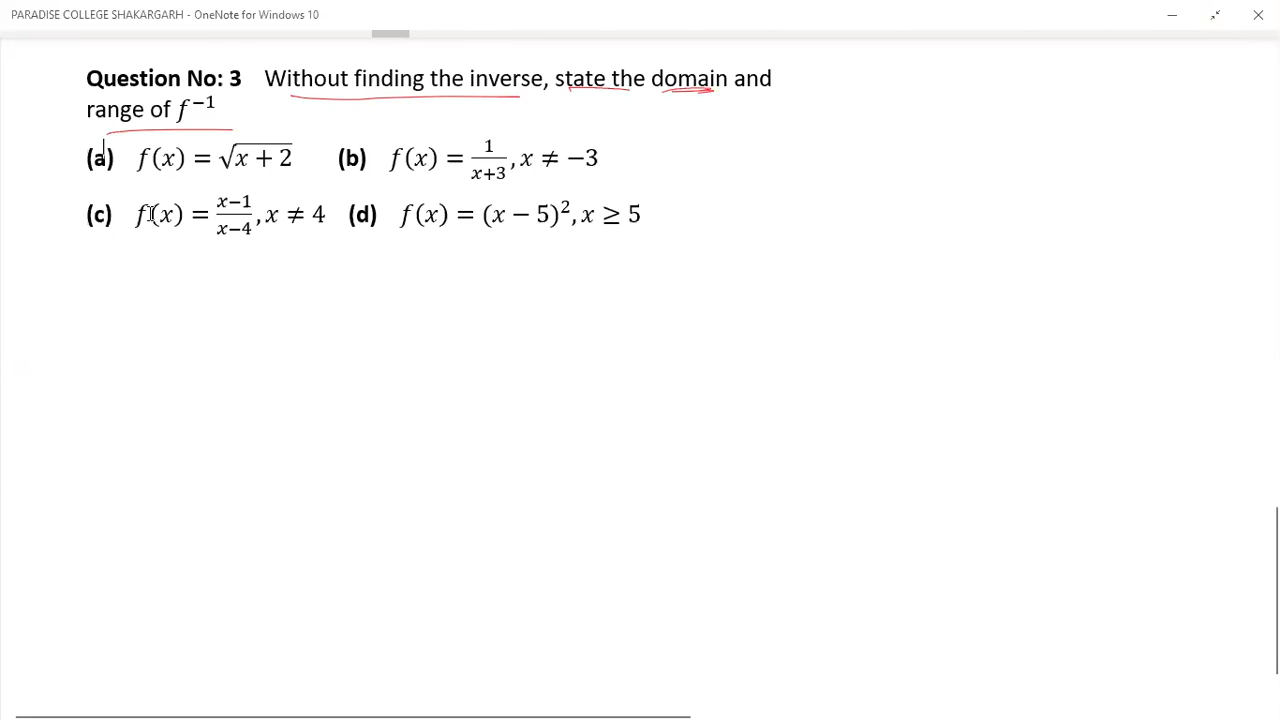 PARADISE COLLEGE SHAKARGARH - OneNote for Windows 10
Question No: 3 Without finding the inverse, state the domain and
range of f⁻¹
(a) f(x) = √(x + 2) (b) f(x) = 1/(x+3), x ≠ −3
(c) f(x) = (x−1)/(x−4), x ≠ 4 (d) f(x) = (x − 5)², x ≥ 5